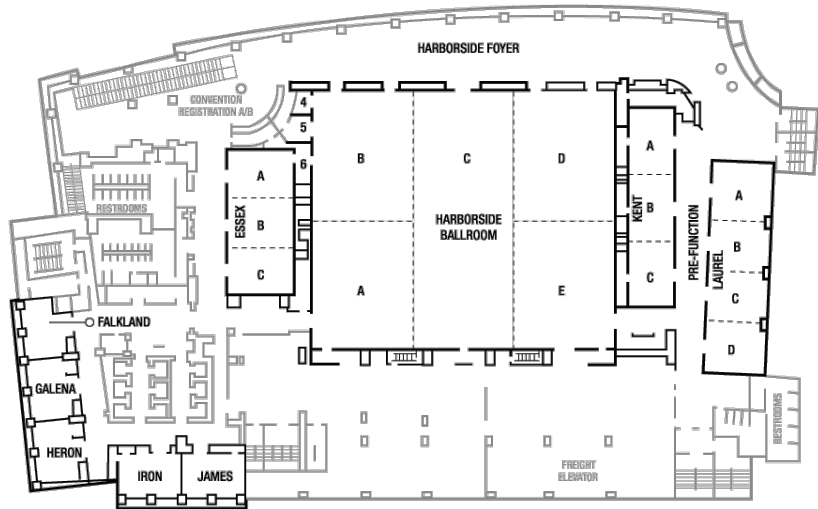 HARBORSIDE FOYER
CONVENTION
REGISTRATION A/B
4
5
6
B
C
D
A
E
HARBORSIDE
BALLROOM
ESSEX
A
B
C
KENT
A
B
C
PRE-FUNCTION
LAUREL
A
B
C
D
RESTROOMS
FALKLAND
GALENA
HERON
IRON
JAMES
FREIGHT
ELEVATOR
RESTROOMS